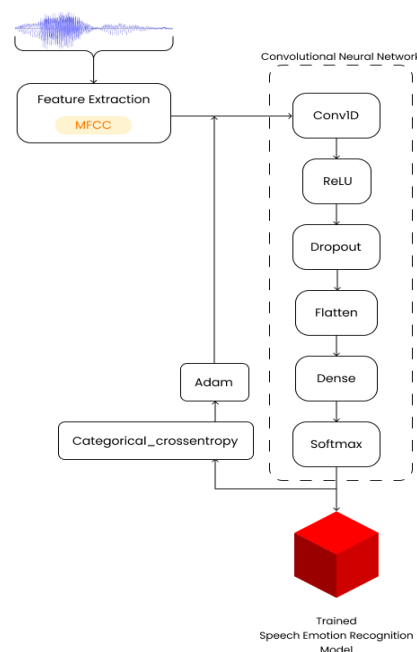 Convolutional Neural Network
Feature Extraction
MFCC
Conv1D
ReLU
Dropout
Flatten
Adam
Dense
Categorical_crossentropy
Softmax
Trained
Speech Emotion Recognition
Model